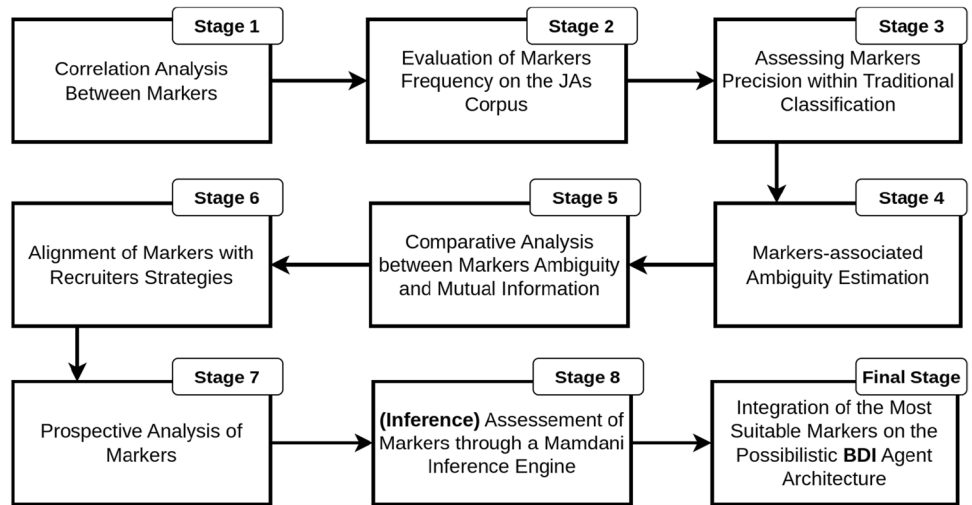 Stage 1
Correlation Analysis
Between Markers
Stage 2
Evaluation of Markers
Frequency on the JAs
Corpus
Stage 3
Assessing Markers
Precision within Traditional
Classification
Stage 4
Markers-associated
Ambiguity Estimation
Stage 5
Comparative Analysis
between Markers Ambiguity
and Mutual Information
Stage 6
Alignment of Markers with
Recruiters Strategies
Stage 7
Prospective Analysis of
Markers
Stage 8
(Inference) Assessement of
Markers through a Mamdani
Inference Engine
Final Stage
Integration of the Most
Suitable Markers on the
Possibilistic BDI Agent
Architecture